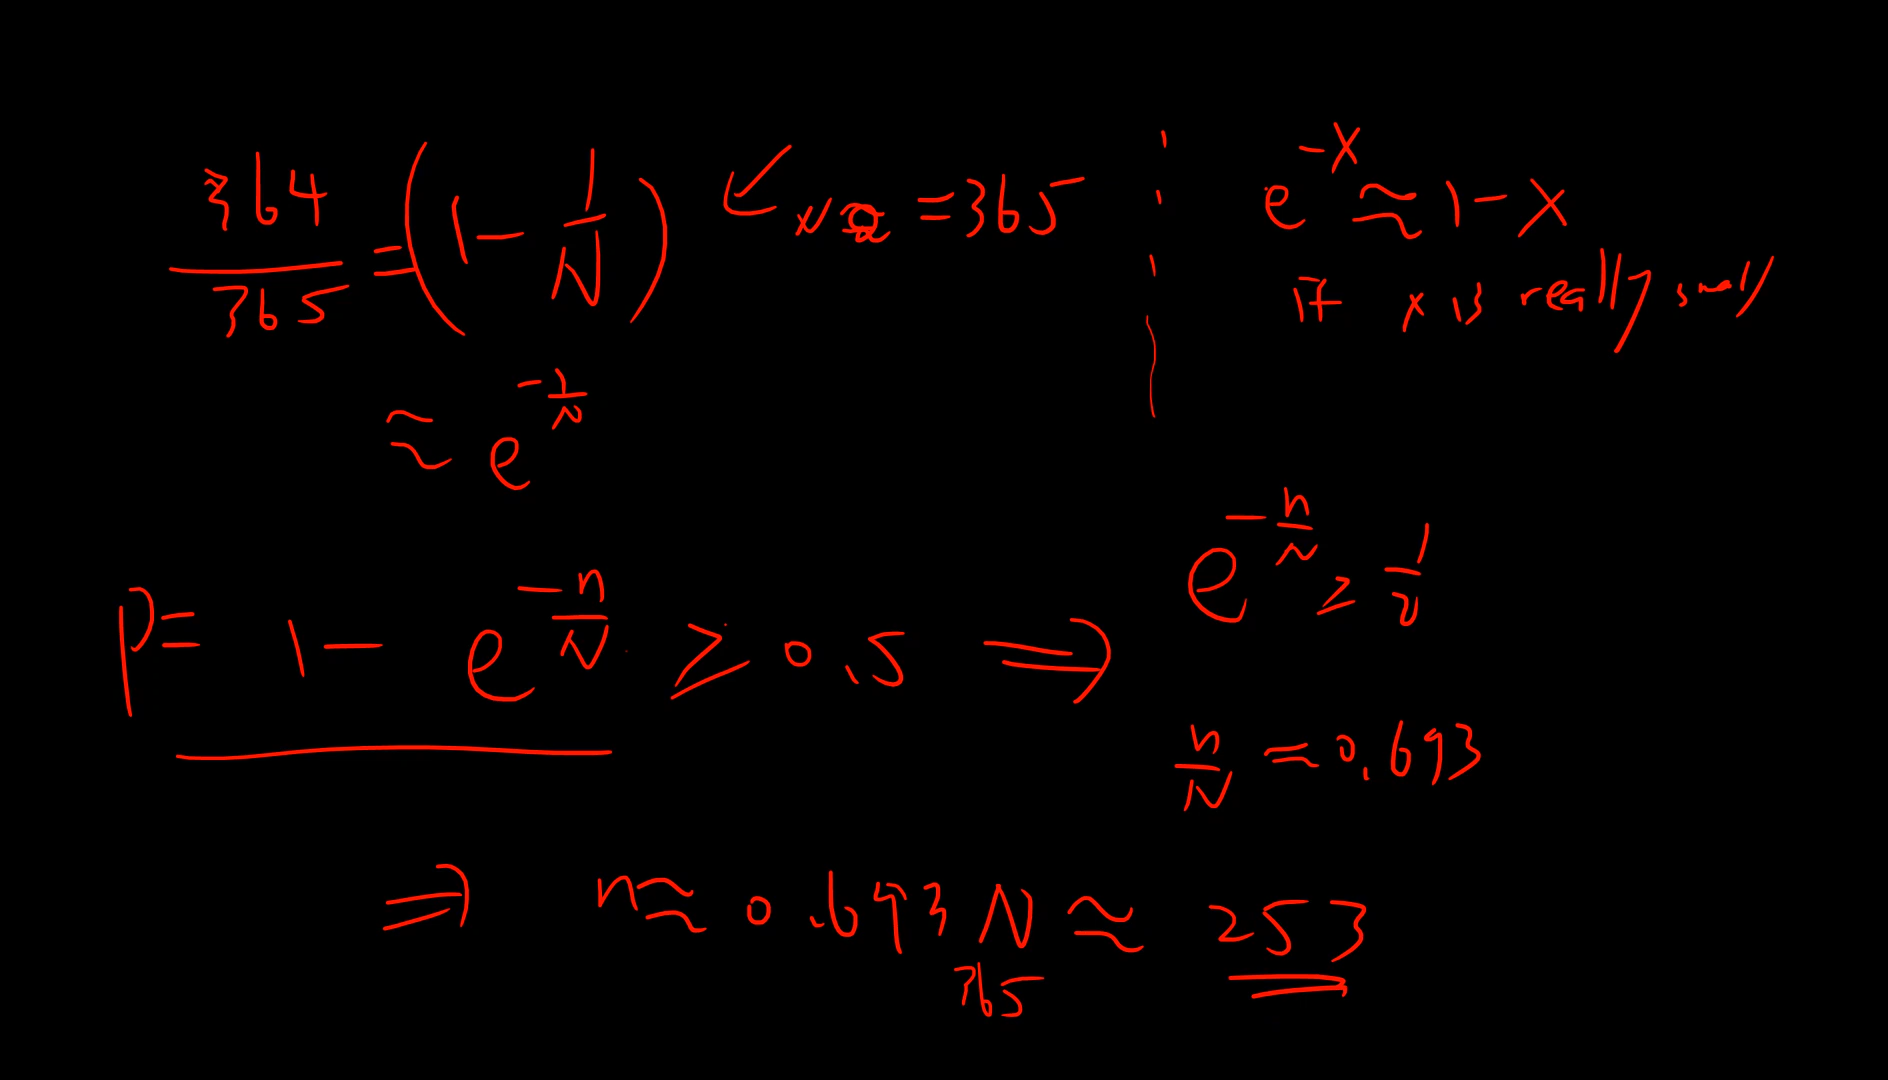 364/365 = (1 - 1/N) ↙ N = 365
e^{-x} ≈ 1 - x
if x is really small
≈ e^{-1/N}
P = 1 - e^{-n/N} ≥ 0.5 ⇒
e^{-n/N} ≥ 1/2
n/N ≈ 0.693
⇒ n ≈ 0.693 N ≈ 253
365